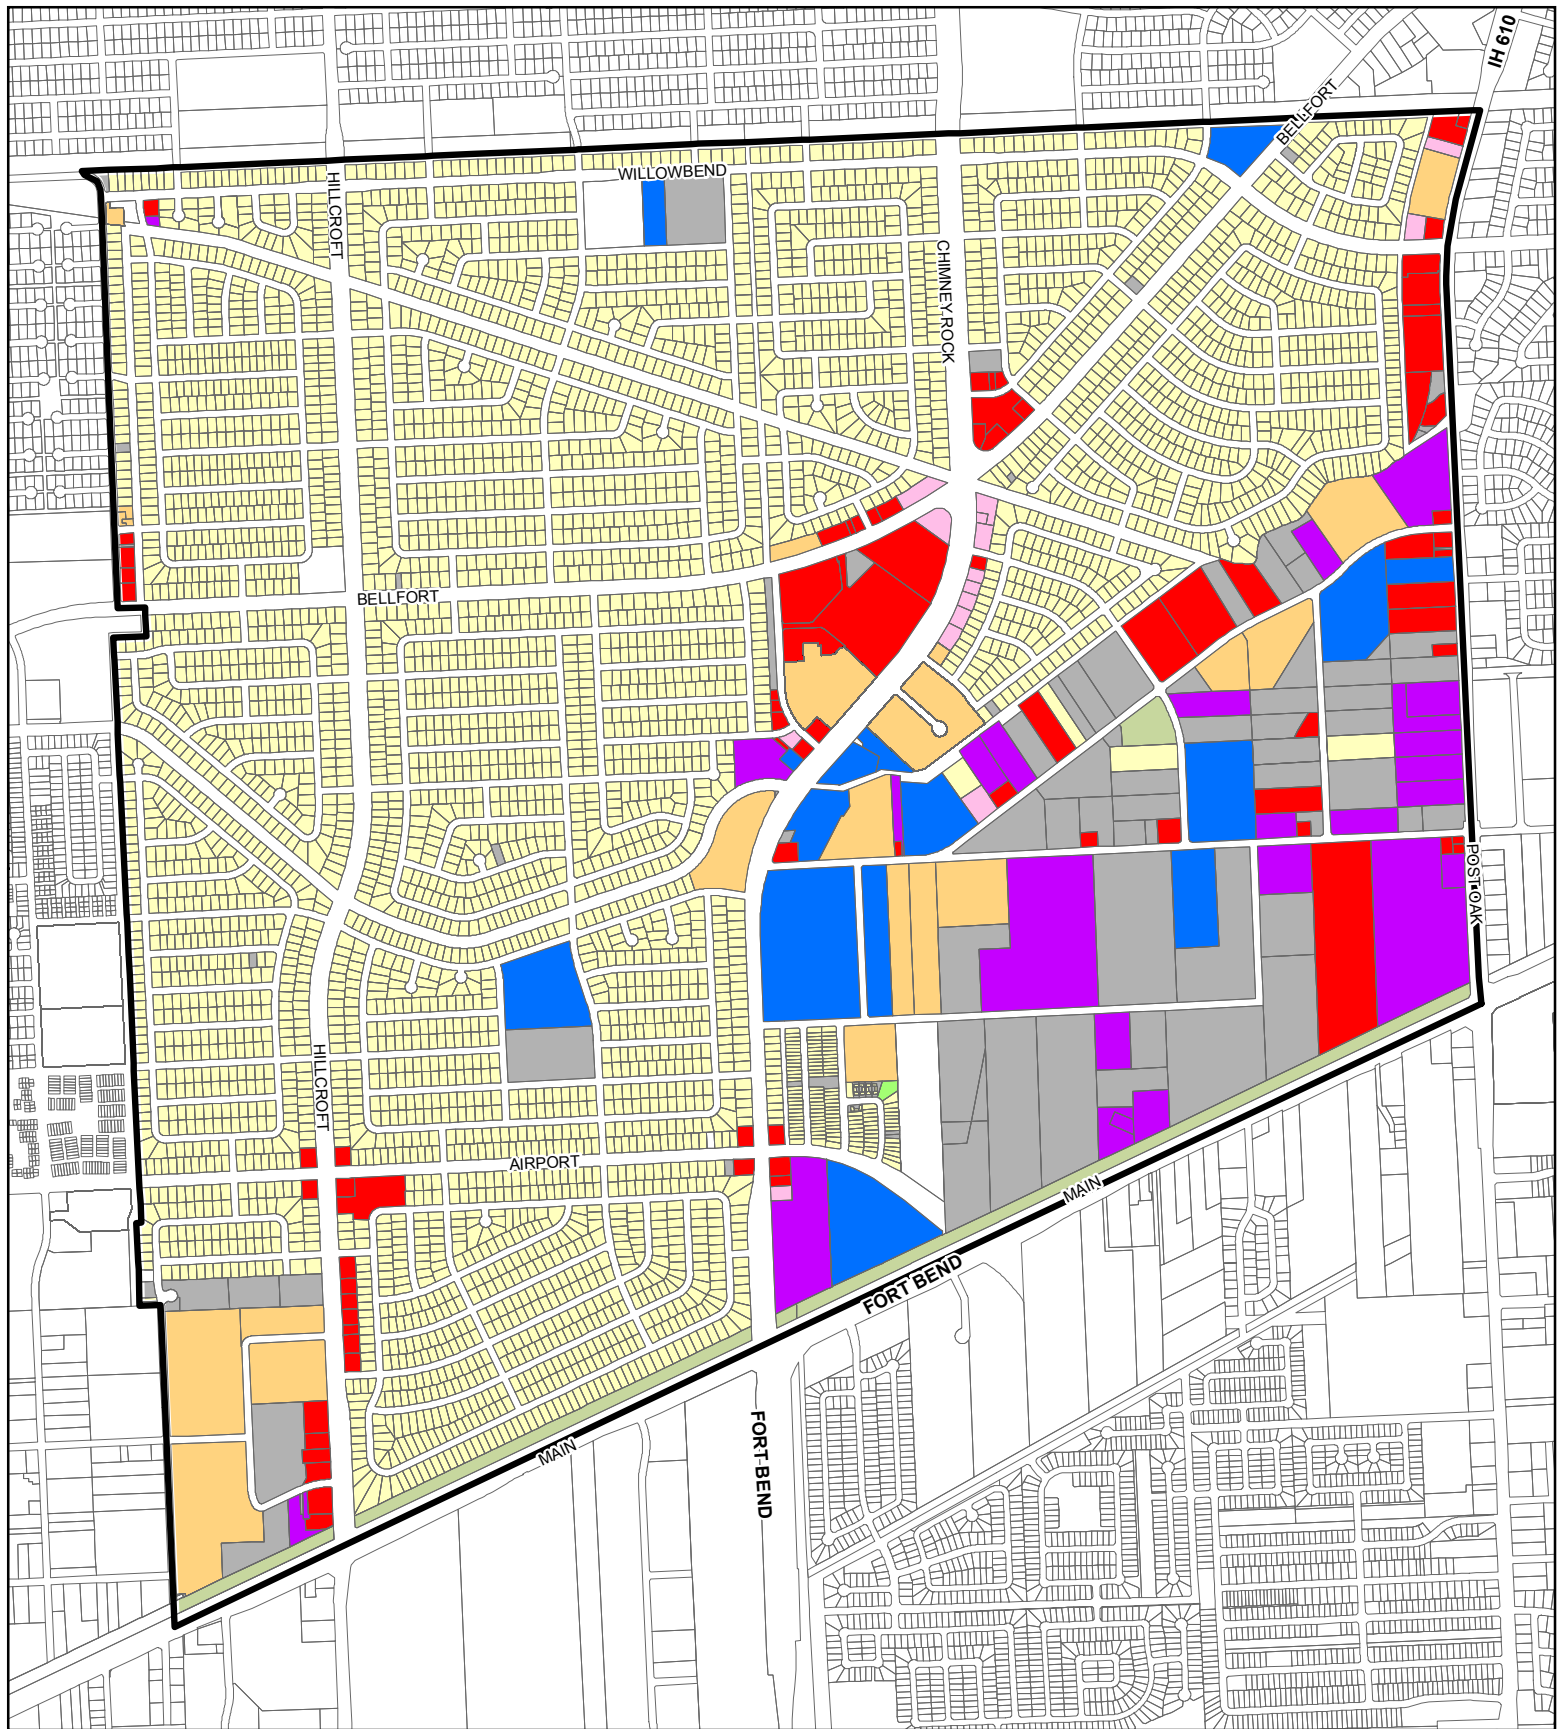 IH 610
BELLFORT
WILLOWBEND
HILLCROFT
CHIMNEY ROCK
BELLFORT
POST OAK
HILLCROFT
AIRPORT
MAIN
FORT BEND
MAIN
FORT BEND